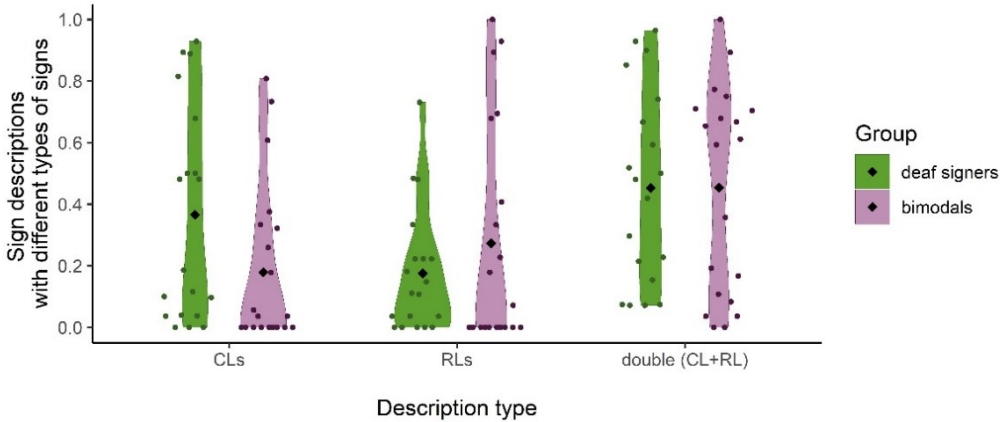 Sign descriptions
with different types of signs
1.0
0.8
0.6
0.4
0.2
0.0
CLs
RLs
double (CL+RL)
Description type
Group
deaf signers
bimodals